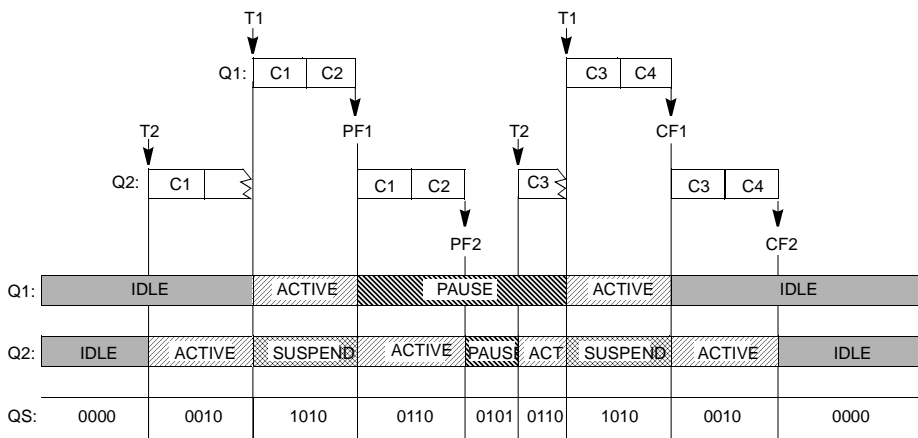 T1 T1
Q1: C1 C2 C3 C4
T2 PF1 T2 CF1
Q2: C1 C1 C2 C3 C3 C4
PF2 CF2
Q1: IDLE ACTIVE PAUSE ACTIVE IDLE
Q2: IDLE ACTIVE SUSPEND ACTIVE PAUSE ACT SUSPEND ACTIVE IDLE
QS: 0000 0010 1010 0110 0101 0110 1010 0010 0000